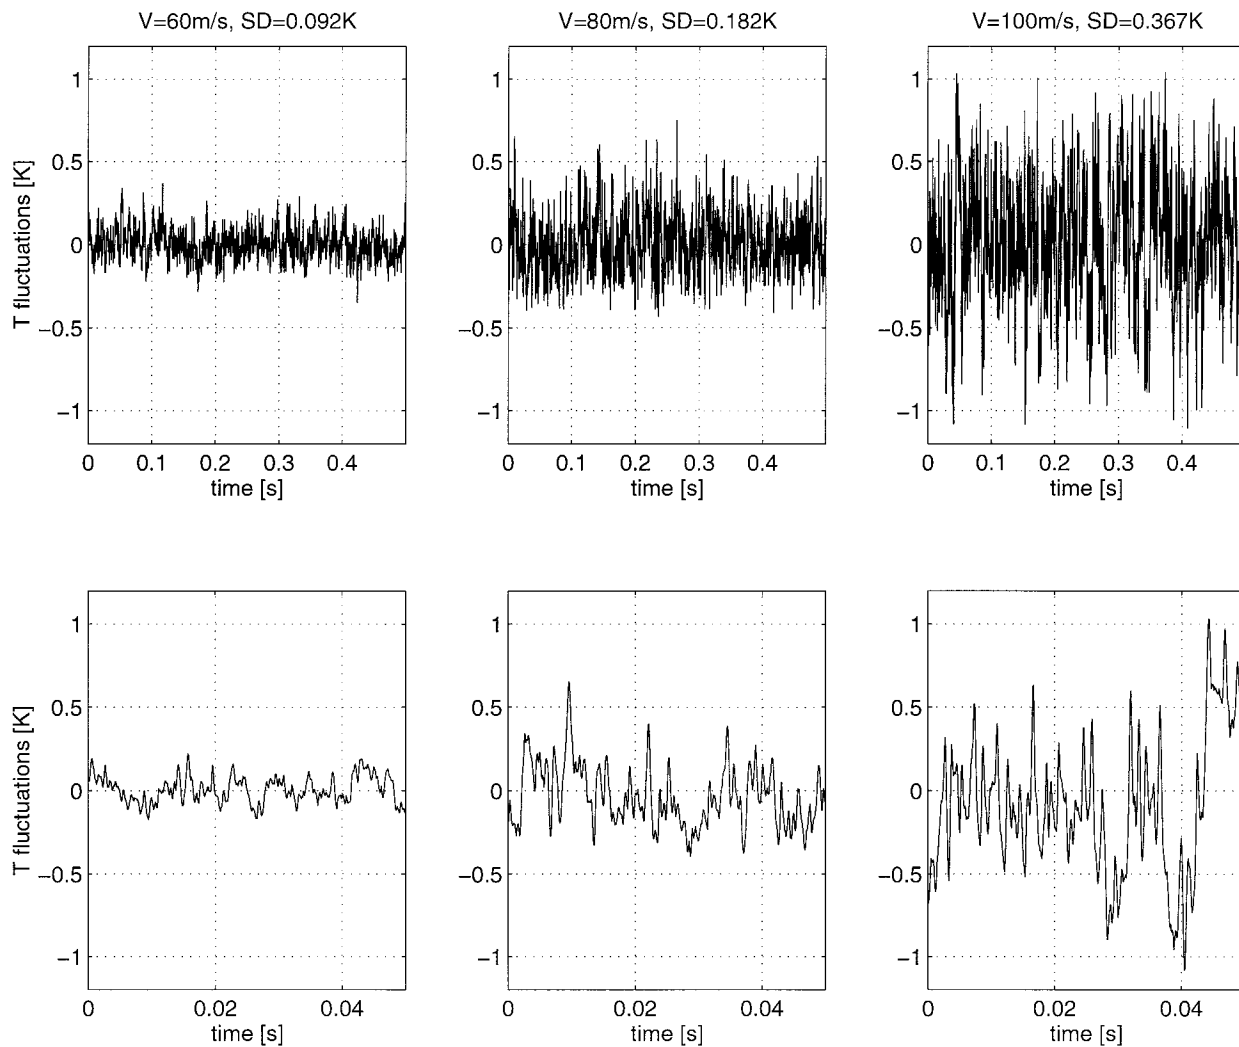 V=60m/s, SD=0.092K
V=80m/s, SD=0.182K
V=100m/s, SD=0.367K
T fluctuations [K]
1
0.5
0
−0.5
−1
0 0.1 0.2 0.3 0.4
time [s]
1
0.5
0
−0.5
−1
0 0.1 0.2 0.3 0.4
time [s]
1
0.5
0
−0.5
−1
0 0.1 0.2 0.3 0.4
time [s]
T fluctuations [K]
1
0.5
0
−0.5
−1
0 0.02 0.04
time [s]
1
0.5
0
−0.5
−1
0 0.02 0.04
time [s]
1
0.5
0
−0.5
−1
0 0.02 0.04
time [s]